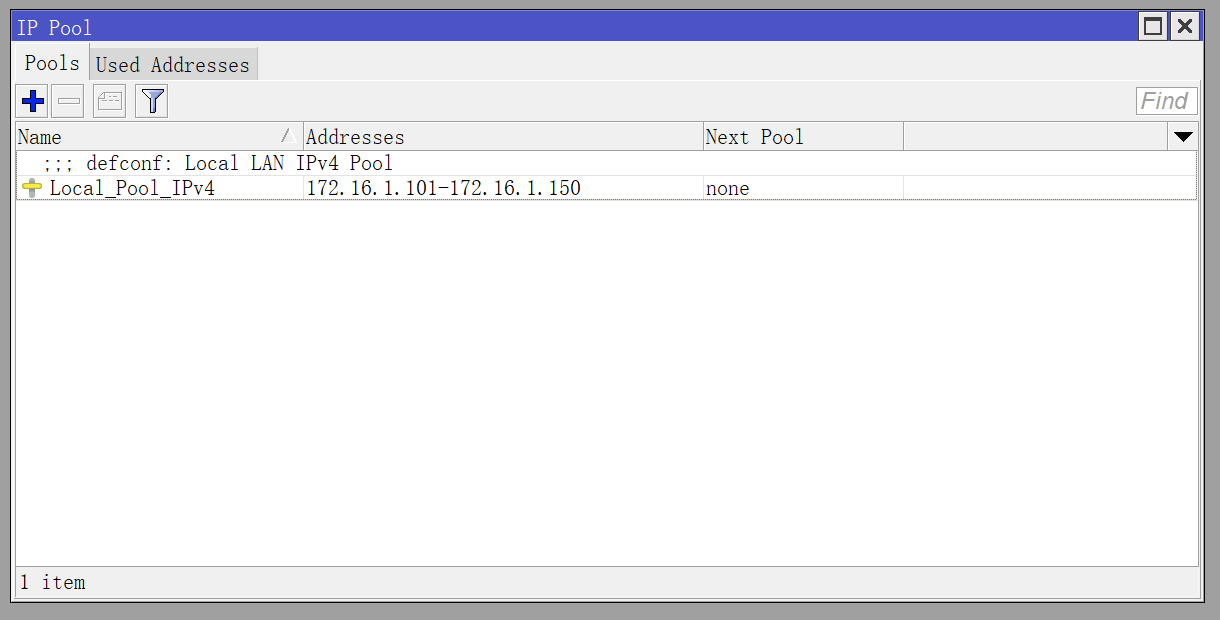 IP Pool
Pools Used Addresses
Find
Name Addresses Next Pool
;;; defconf: Local LAN IPv4 Pool
Local_Pool_IPv4 172.16.1.101-172.16.1.150 none
1 item